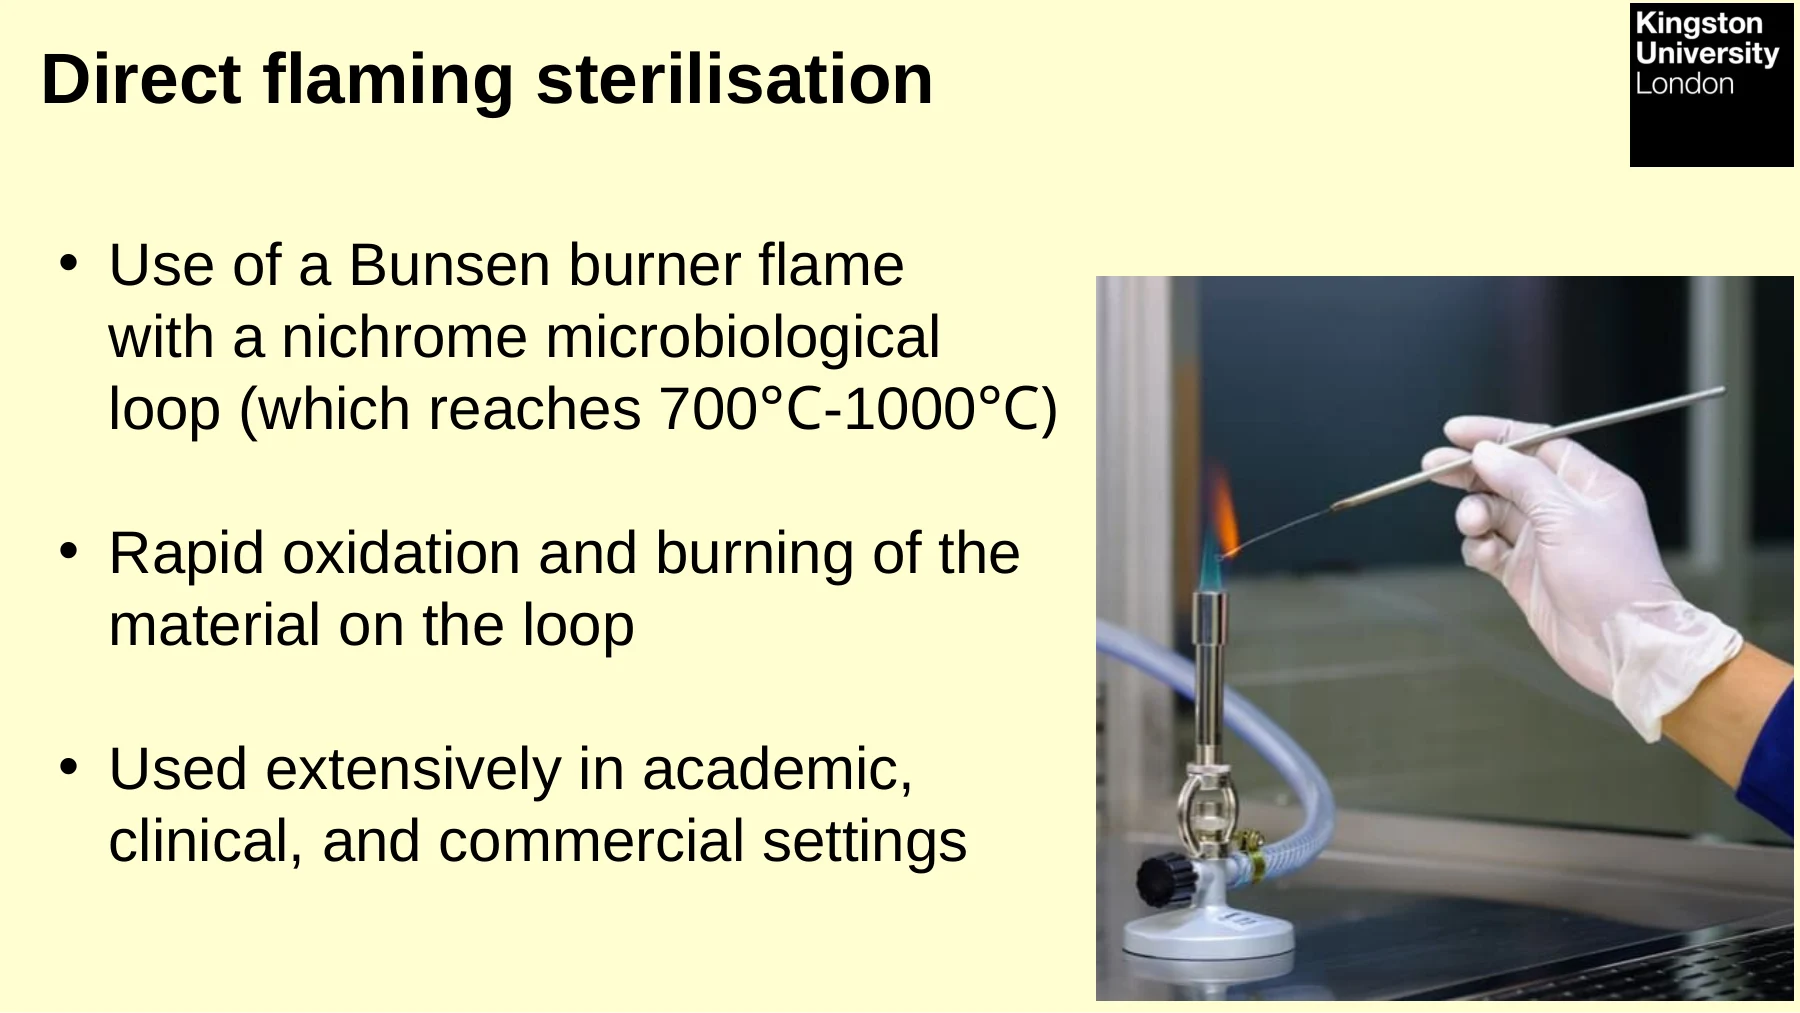 Direct flaming sterilisation
Kingston
University
London
• Use of a Bunsen burner flame
with a nichrome microbiological
loop (which reaches 700℃-1000℃)
• Rapid oxidation and burning of the
material on the loop
• Used extensively in academic,
clinical, and commercial settings